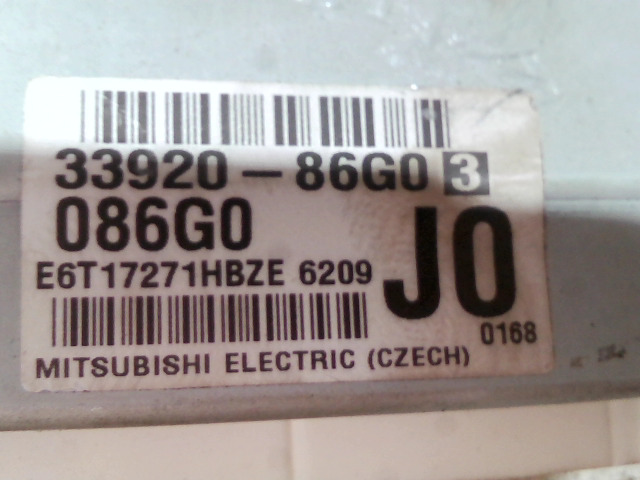 33920-86G0 3
086G0
J0
E6T17271HBZE 6209
0168
MITSUBISHI ELECTRIC (CZECH)